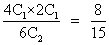 4C₁×2C₁ / 6C₂ = 8/15